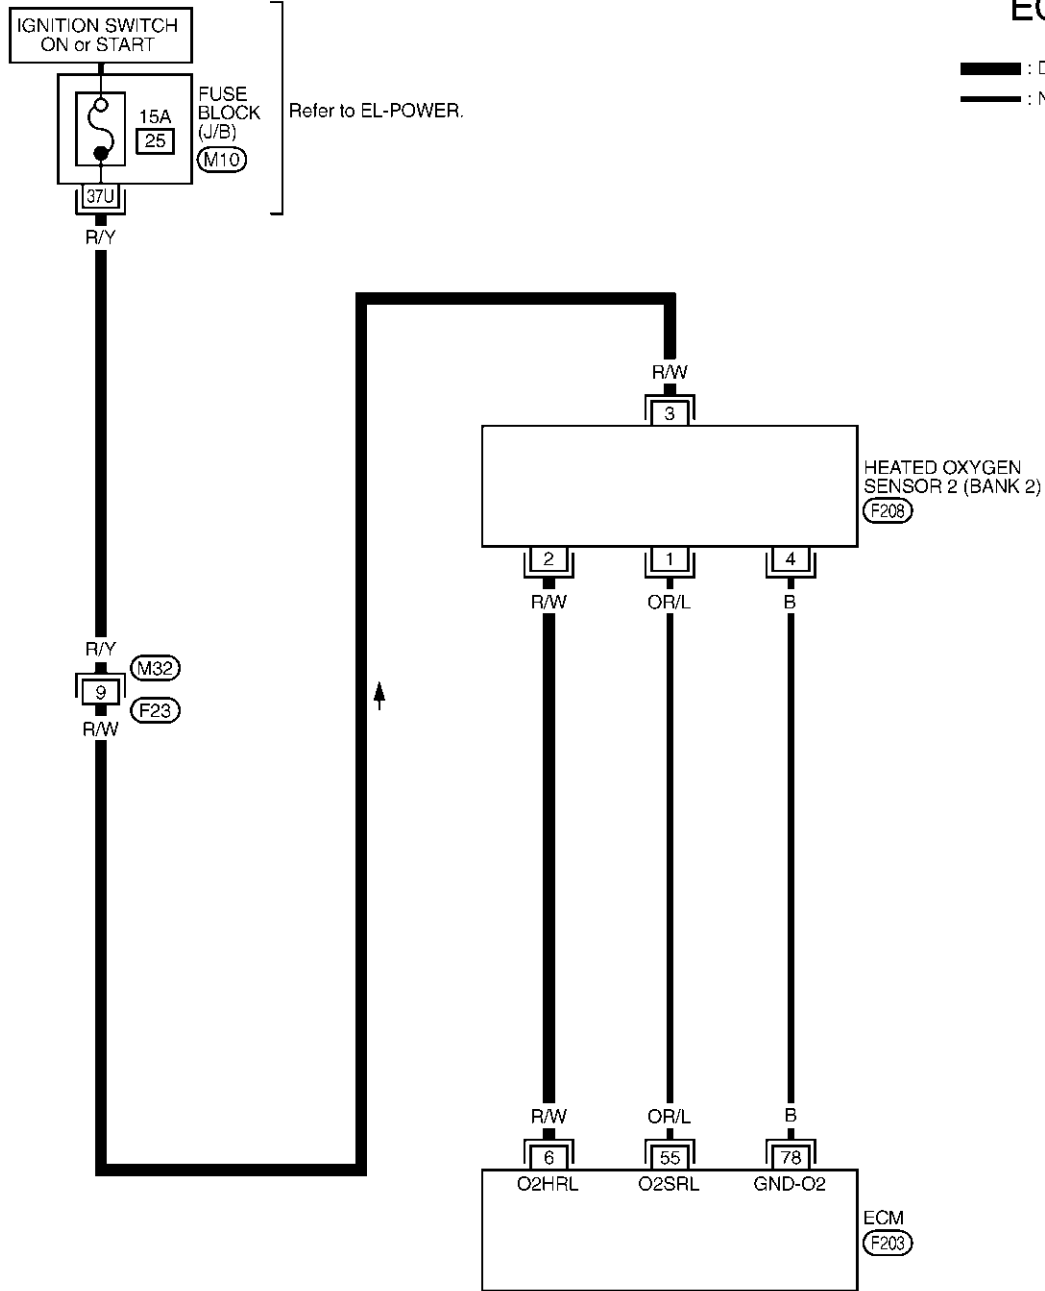 IGNITION SWITCH
ON or START
FUSE
BLOCK
(J/B)
M10
15A
25
Refer to EL-POWER.
37U
R/Y
R/W
3
HEATED OXYGEN
SENSOR 2 (BANK 2)
F208
2
1
4
R/W
OR/L
B
R/Y
M32
9
F23
R/W
R/W
OR/L
B
6
55
78
O2HRL
O2SRL
GND-O2
ECM
F203